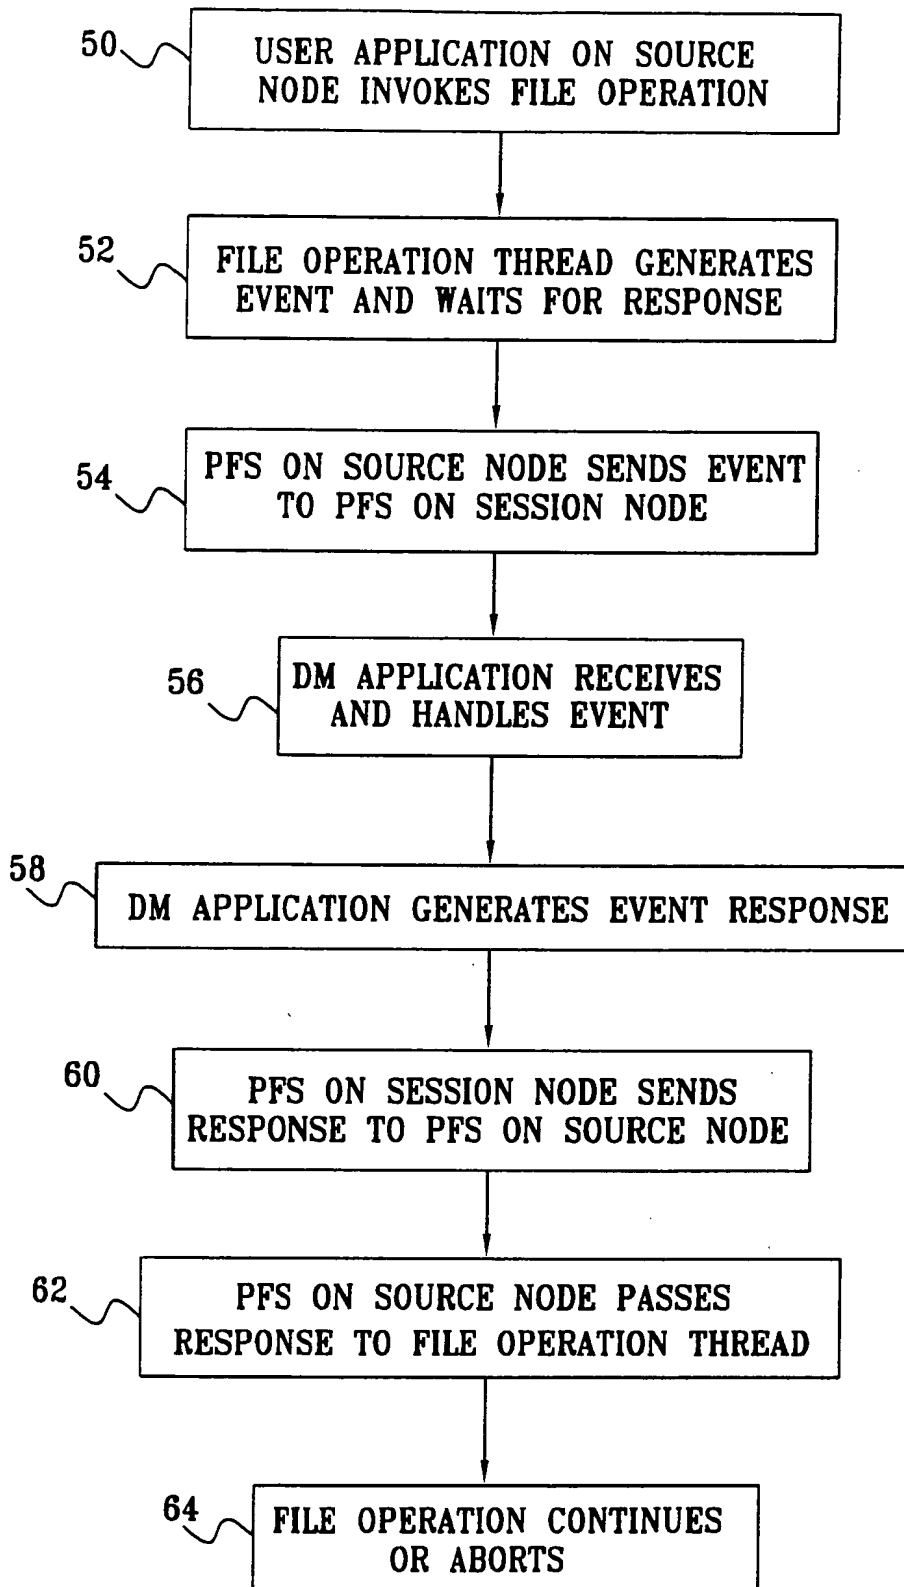 50
USER APPLICATION ON SOURCE
NODE INVOKES FILE OPERATION
52
FILE OPERATION THREAD GENERATES
EVENT AND WAITS FOR RESPONSE
54
PFS ON SOURCE NODE SENDS EVENT
TO PFS ON SESSION NODE
56
DM APPLICATION RECEIVES
AND HANDLES EVENT
58
DM APPLICATION GENERATES EVENT RESPONSE
60
PFS ON SESSION NODE SENDS
RESPONSE TO PFS ON SOURCE NODE
62
PFS ON SOURCE NODE PASSES
RESPONSE TO FILE OPERATION THREAD
64
FILE OPERATION CONTINUES
OR ABORTS